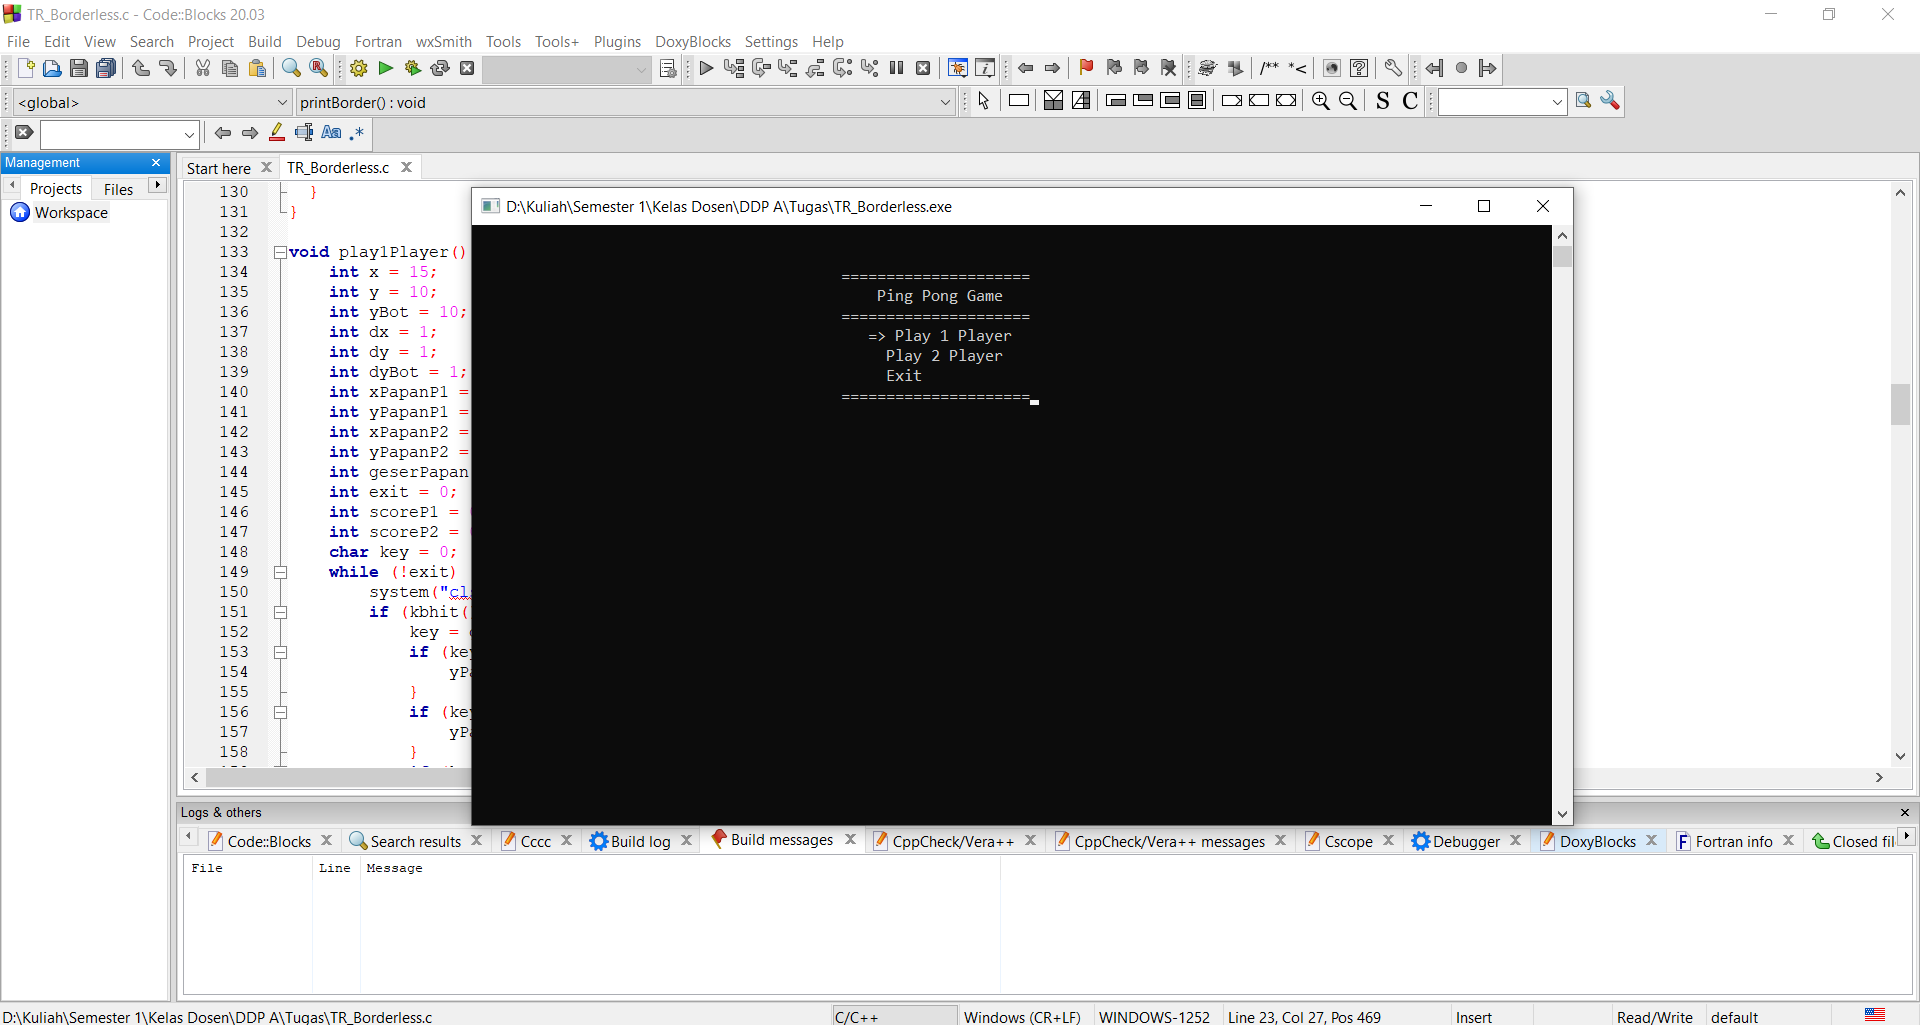 TR_Borderless.c - Code::Blocks 20.03
File Edit View Search Project Build Debug Fortran wxSmith Tools Tools+ Plugins DoxyBlocks Settings Help
/** *<
<global> printBorder() : void
S C
Aa .*
Management
Projects Files
Workspace
Start here TR_Borderless.c
130 }
131 }
132
133 void play1Player()
134 int x = 15;
135 int y = 10;
136 int yBot = 10;
137 int dx = 1;
138 int dy = 1;
139 int dyBot = 1;
140 int xPapanP1 =
141 int yPapanP1 =
142 int xPapanP2 =
143 int yPapanP2 =
144 int geserPapan
145 int exit = 0;
146 int scoreP1 =
147 int scoreP2 =
148 char key = 0;
149 while (!exit)
150 system("cl
151 if (kbhit(
152 key =
153 if (key
154 yPa
155 }
156 if (key
157 yPa
158 }
D:\Kuliah\Semester 1\Kelas Dosen\DDP A\Tugas\TR_Borderless.exe
=====================
Ping Pong Game
=====================
=> Play 1 Player
Play 2 Player
Exit
=====================
Logs & others
Code::Blocks Search results Cccc Build log Build messages CppCheck/Vera++ CppCheck/Vera++ messages Cscope Debugger DoxyBlocks Fortran info Closed fil
File Line Message
D:\Kuliah\Semester 1\Kelas Dosen\DDP A\Tugas\TR_Borderless.c C/C++ Windows (CR+LF) WINDOWS-1252 Line 23, Col 27, Pos 469 Insert Read/Write default